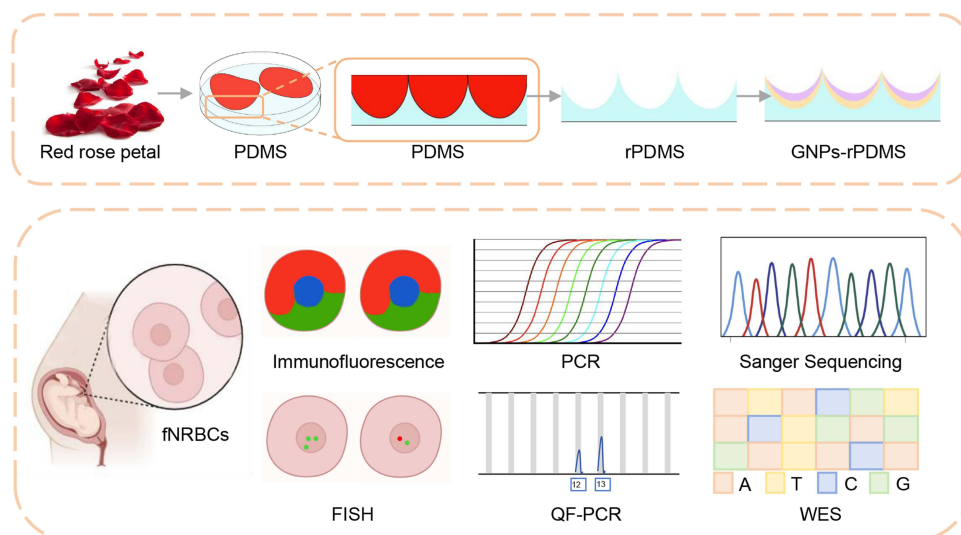 Red rose petal
PDMS
PDMS
rPDMS
GNPs-rPDMS
fNRBCs
Immunofluorescence
PCR
Sanger Sequencing
FISH
12
13
QF-PCR
A
T
C
G
WES